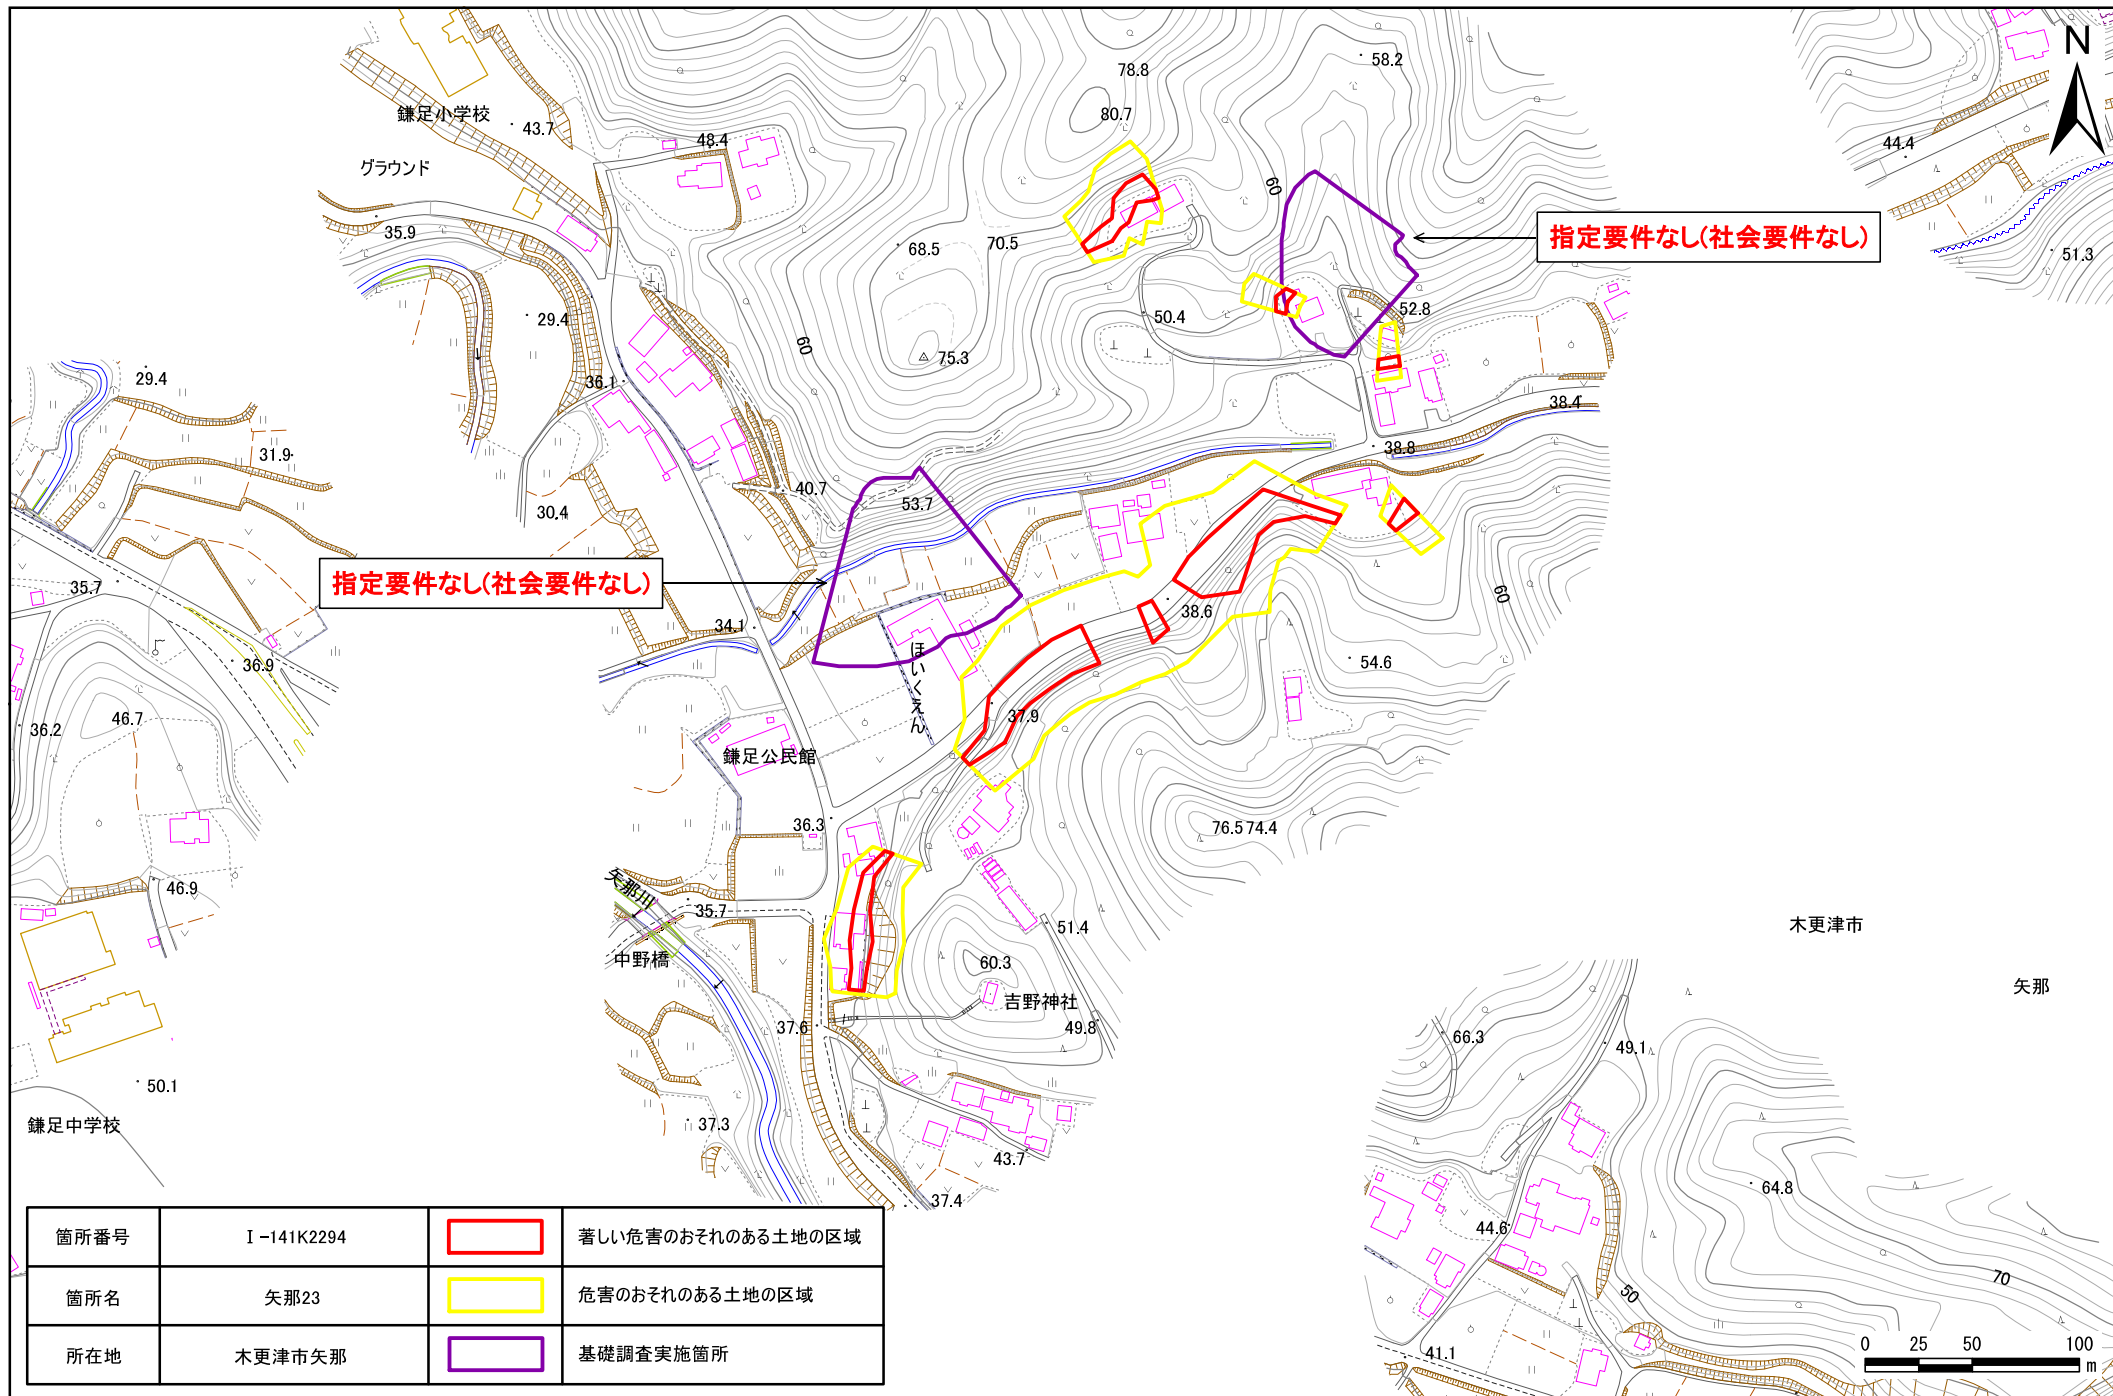 N
78.8
58.2
80.7
鎌足小学校
43.7
48.4
44.4
グラウンド
60
35.9
68.5
70.5
指定要件なし(社会要件なし)
51.3
29.4
50.4
52.8
60
75.3
29.4
36.1
38.4
31.9
38.8
40.7
53.7
30.4
指定要件なし(社会要件なし)
35.7
60
38.6
34.1
ほいくえん
36.9
54.6
46.7
37.9
36.2
鎌足公民館
36.3
76.5
74.4
矢那川
46.9
35.7
51.4
木更津市
中野橋
60.3
吉野神社
矢那
37.6
49.8
66.3
49.1
50.1
鎌足中学校
37.3
43.7
64.8
37.4
44.6
70
50
41.1
箇所番号
Ⅰ-141K2294
著しい危害のおそれのある土地の区域
箇所名
矢那23
危害のおそれのある土地の区域
所在地
木更津市矢那
基礎調査実施箇所
0 25 50 100
m